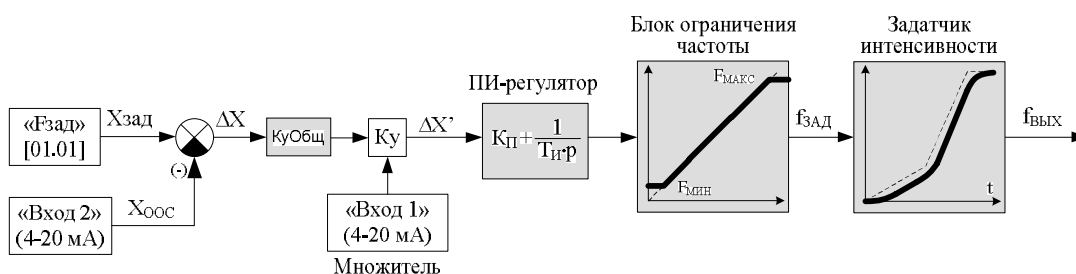 Блок ограничения
частоты
Задатчик
интенсивности
ПИ-регулятор
«Fзад»
[01.01]
Xзад
ΔX
(-)
КуОбщ
Ку
ΔX'
KП+ 1
TИ·p
FМАКС
FМИН
fЗАД
t
fВЫХ
«Вход 2»
(4-20 мА)
XООС
«Вход 1»
(4-20 мА)
Множитель